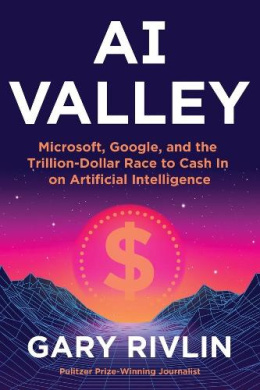 AI
VALLEY
Microsoft, Google, and the
Trillion-Dollar Race to Cash In
on Artificial Intelligence
$
GARY RIVLIN
Pulitzer Prize-Winning Journalist